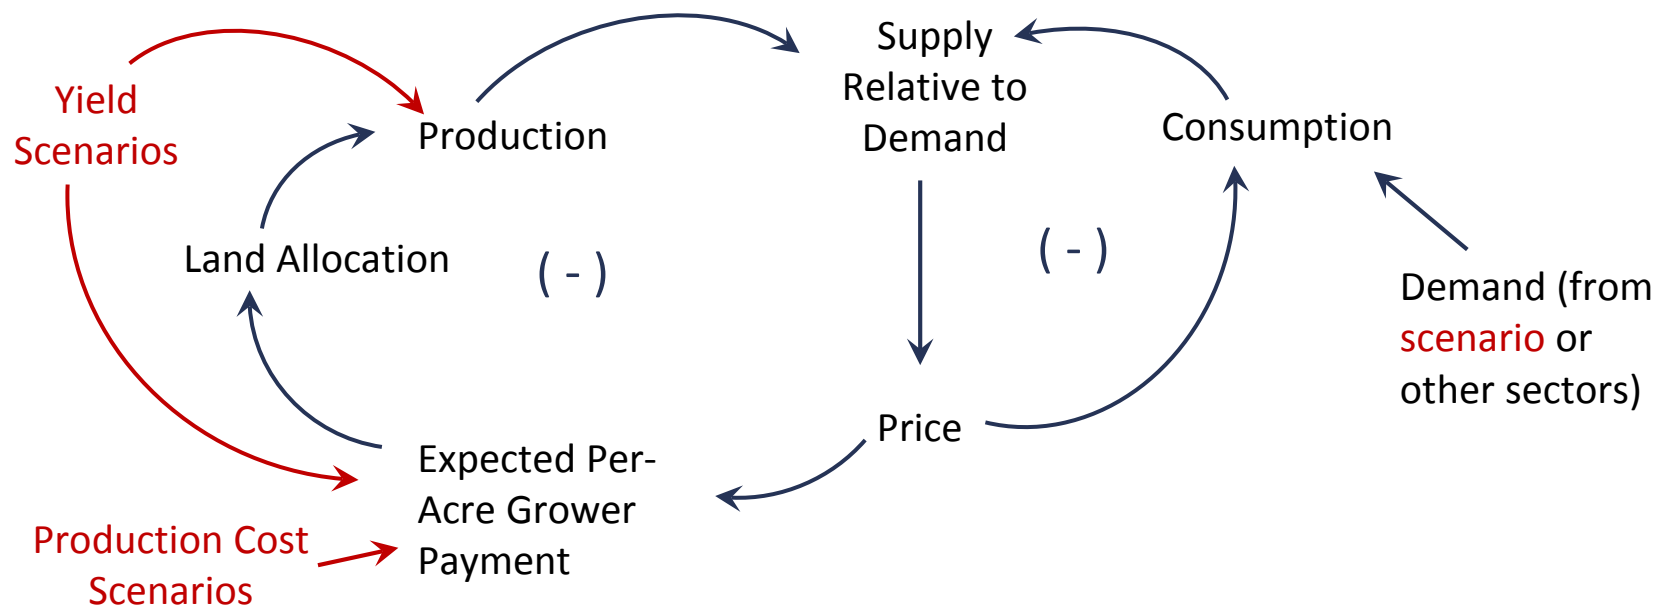 Yield
Scenarios
Production
Supply
Relative to
Demand
Consumption
Land Allocation
( - )
( - )
Demand (from
scenario or
other sectors)
Price
Expected Per-
Acre Grower
Payment
Production Cost
Scenarios